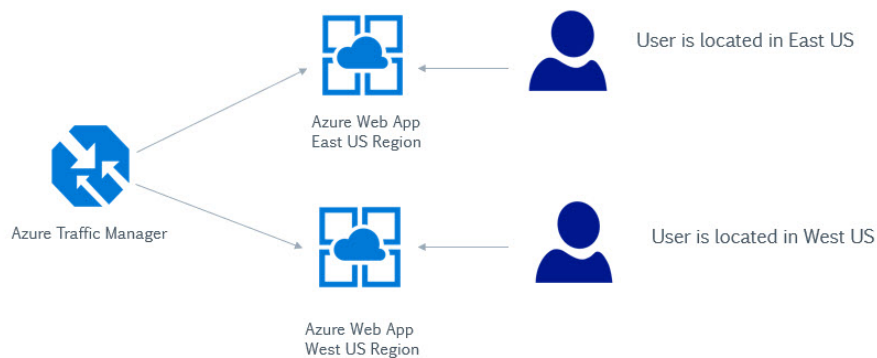 User is located in East US
Azure Web App
East US Region
Azure Traffic Manager
User is located in West US
Azure Web App
West US Region